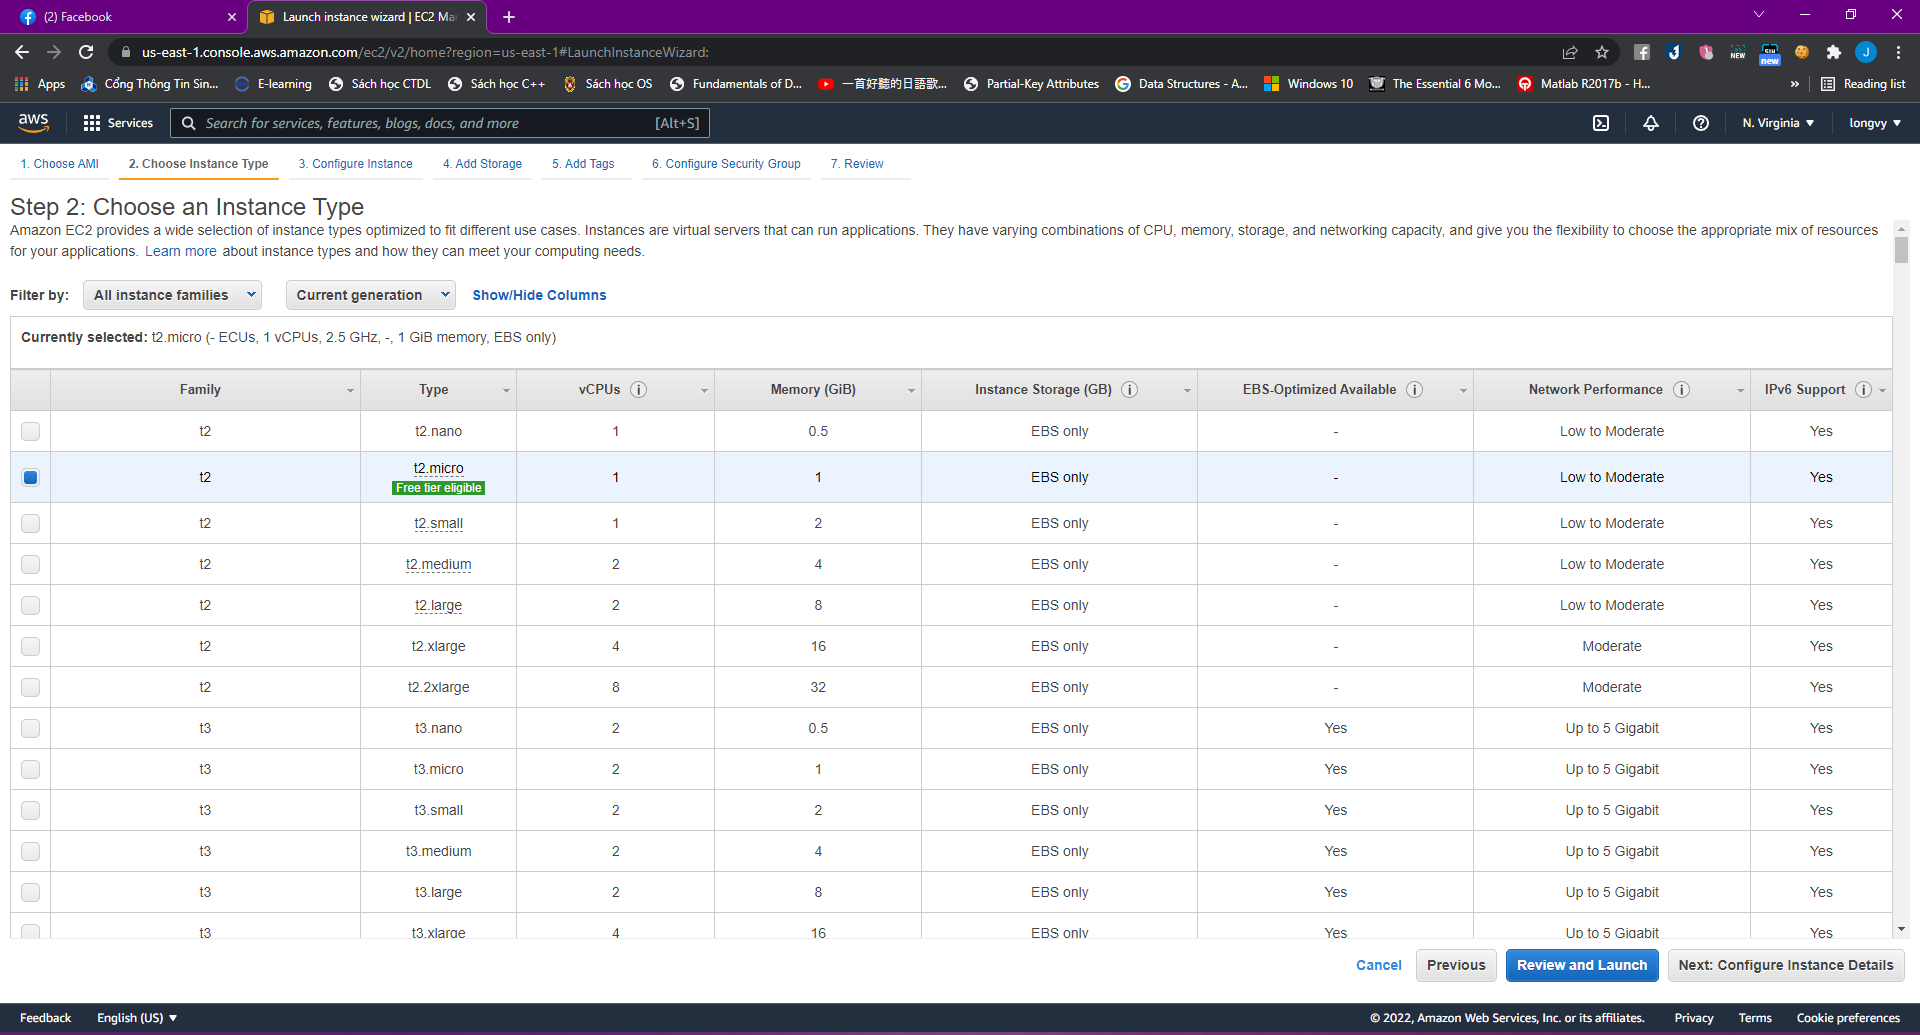 (2) Facebook
Launch instance wizard | EC2 Ma
us-east-1.console.aws.amazon.com/ec2/v2/home?region=us-east-1#LaunchInstanceWizard:
Apps Cổng Thông Tin Sin... E-learning Sách học CTDL Sách học C++ Sách học OS Fundamentals of D... 一首好聽的日語歌... Partial-Key Attributes Data Structures - A... Windows 10 The Essential 6 Mo... Matlab R2017b - H... » Reading list
aws Services Search for services, features, blogs, docs, and more [Alt+S] N. Virginia longvy
1. Choose AMI 2. Choose Instance Type 3. Configure Instance 4. Add Storage 5. Add Tags 6. Configure Security Group 7. Review
Step 2: Choose an Instance Type
Amazon EC2 provides a wide selection of instance types optimized to fit different use cases. Instances are virtual servers that can run applications. They have varying combinations of CPU, memory, storage, and networking capacity, and give you the flexibility to choose the appropriate mix of resources
for your applications. Learn more about instance types and how they can meet your computing needs.
Filter by: All instance families Current generation Show/Hide Columns
Currently selected: t2.micro (- ECUs, 1 vCPUs, 2.5 GHz, -, 1 GiB memory, EBS only)
Family Type vCPUs Memory (GiB) Instance Storage (GB) EBS-Optimized Available Network Performance IPv6 Support
t2 t2.nano 1 0.5 EBS only - Low to Moderate Yes
t2 t2.micro 1 1 EBS only - Low to Moderate Yes
Free tier eligible
t2 t2.small 1 2 EBS only - Low to Moderate Yes
t2 t2.medium 2 4 EBS only - Low to Moderate Yes
t2 t2.large 2 8 EBS only - Low to Moderate Yes
t2 t2.xlarge 4 16 EBS only - Moderate Yes
t2 t2.2xlarge 8 32 EBS only - Moderate Yes
t3 t3.nano 2 0.5 EBS only Yes Up to 5 Gigabit Yes
t3 t3.micro 2 1 EBS only Yes Up to 5 Gigabit Yes
t3 t3.small 2 2 EBS only Yes Up to 5 Gigabit Yes
t3 t3.medium 2 4 EBS only Yes Up to 5 Gigabit Yes
t3 t3.large 2 8 EBS only Yes Up to 5 Gigabit Yes
t3 t3.xlarge 4 16 EBS only Yes Up to 5 Gigabit Yes
Cancel Previous Review and Launch Next: Configure Instance Details
Feedback English (US) © 2022, Amazon Web Services, Inc. or its affiliates. Privacy Terms Cookie preferences